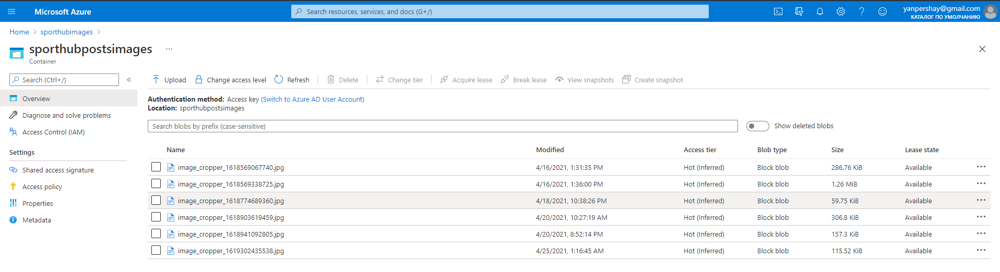 Microsoft Azure
Search resources, services, and docs (G+/)
yanpershay@gmail.com
КАТАЛОГ ПО УМОЛЧАНИЮ
Home > sporthubimages >
sporthubpostsimages ...
Container
Search (Ctrl+/) «
Upload Change access level Refresh Delete Change tier Acquire lease Break lease View snapshots Create snapshot
Overview
Diagnose and solve problems
Access Control (IAM)
Settings
Shared access signature
Access policy
Properties
Metadata
Authentication method: Access key (Switch to Azure AD User Account)
Location: sporthubpostsimages
Search blobs by prefix (case-sensitive)
Show deleted blobs
Name Modified Access tier Blob type Size Lease state
image_cropper_1618569067740.jpg 4/16/2021, 1:31:35 PM Hot (Inferred) Block blob 286.76 KiB Available ...
image_cropper_1618569338725.jpg 4/16/2021, 1:36:00 PM Hot (Inferred) Block blob 1.26 MiB Available ...
image_cropper_1618774689360.jpg 4/18/2021, 10:38:26 PM Hot (Inferred) Block blob 59.75 KiB Available ...
image_cropper_1618903619459.jpg 4/20/2021, 10:27:19 AM Hot (Inferred) Block blob 306.8 KiB Available ...
image_cropper_1618941092805.jpg 4/20/2021, 8:52:14 PM Hot (Inferred) Block blob 157.3 KiB Available ...
image_cropper_1619302435538.jpg 4/25/2021, 1:16:45 AM Hot (Inferred) Block blob 115.52 KiB Available ...